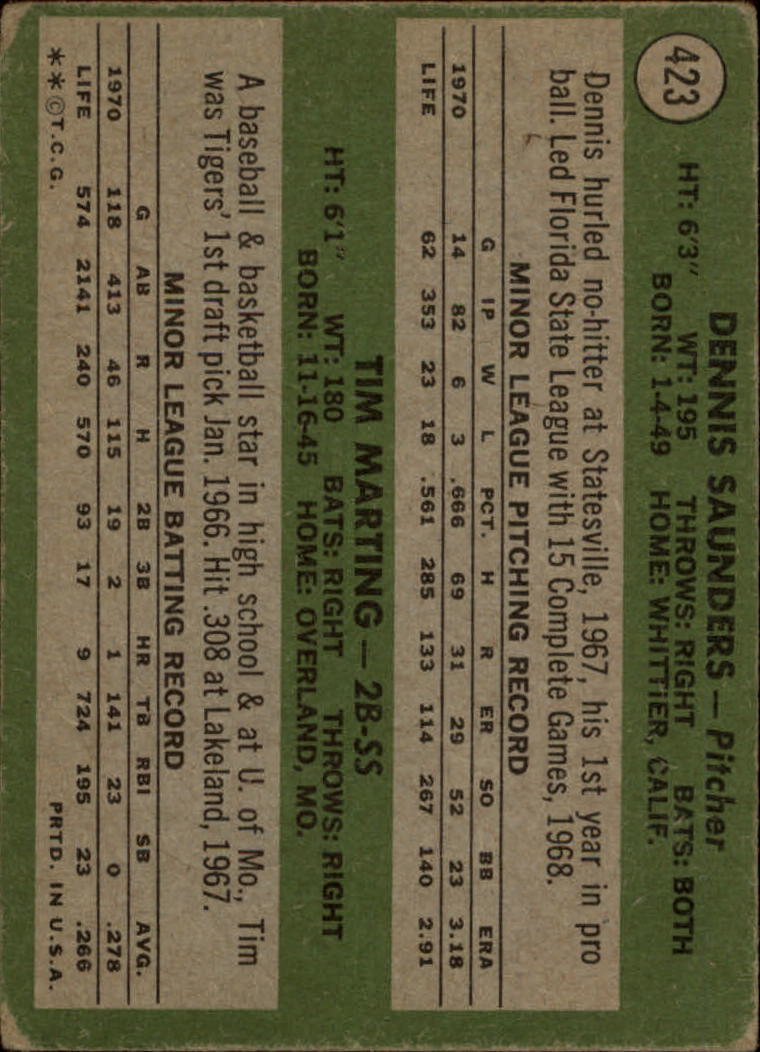 423
DENNIS SAUNDERS — Pitcher
HT: 6'3" WT: 195 THROWS: RIGHT BATS: BOTH
BORN: 1-4-49 HOME: WHITTIER, CALIF.
Dennis hurled no-hitter at Statesville, 1967, his 1st year in pro
ball. Led Florida State League with 15 Complete Games, 1968.
MINOR LEAGUE PITCHING RECORD
G IP W L PCT. H R ER SO BB ERA
1970 14 82 6 3 .666 69 31 29 52 23 3.18
LIFE 62 353 23 18 .561 285 133 114 267 140 2.91
TIM MARTING — 2B-SS
HT: 6'1" WT: 180 BATS: RIGHT THROWS: RIGHT
BORN: 11-16-45 HOME: OVERLAND, MO.
A baseball & basketball star in high school & at U. of Mo., Tim
was Tigers' 1st draft pick Jan. 1966. Hit .308 at Lakeland, 1967.
MINOR LEAGUE BATTING RECORD
G AB R H 2B 3B HR TB RBI SB AVG.
1970 118 413 46 115 19 2 1 141 23 0 .278
LIFE 574 2141 240 570 93 17 9 724 195 23 .266
**©T.C.G. PRTD. IN U.S.A.